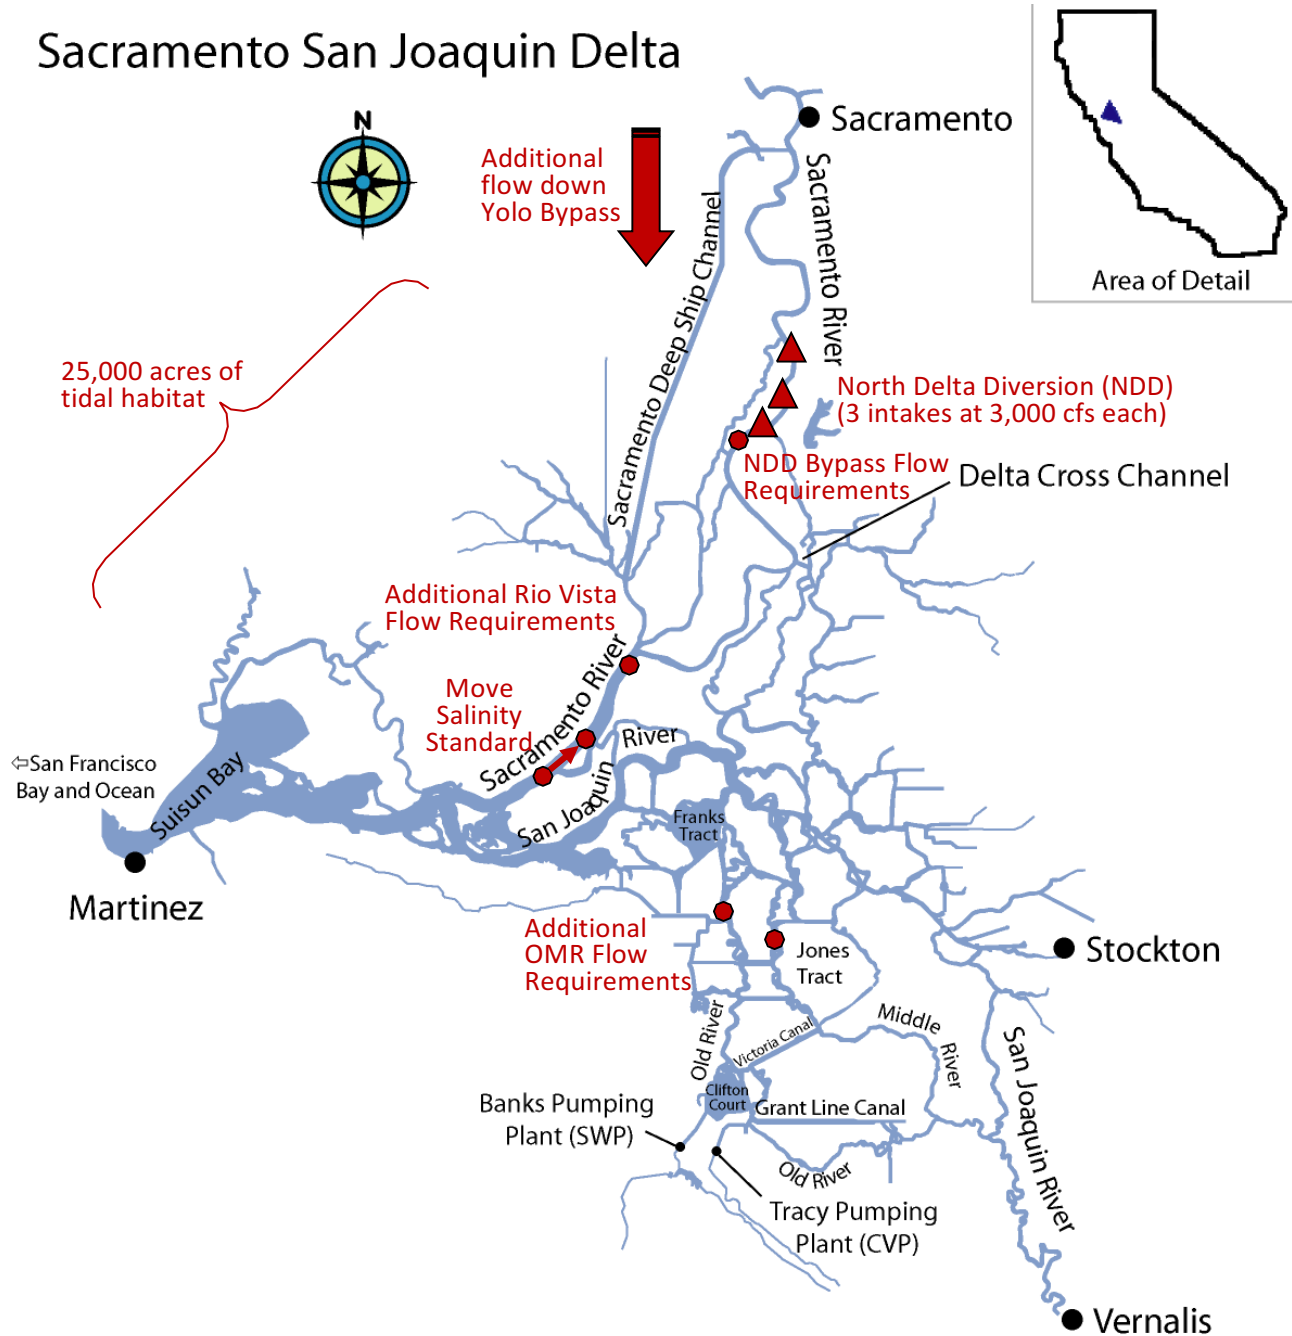 Sacramento San Joaquin Delta
N
Sacramento
Additional
flow down
Yolo Bypass
Sacramento River
Sacramento Deep Ship Channel
Area of Detail
25,000 acres of
tidal habitat
North Delta Diversion (NDD)
(3 intakes at 3,000 cfs each)
NDD Bypass Flow
Requirements
Delta Cross Channel
Additional Rio Vista
Flow Requirements
Move
Salinity
Standard
Sacramento River
San Joaquin
River
⇦San Francisco
Bay and Ocean
Suisun Bay
Martinez
Franks
Tract
Additional
OMR Flow
Requirements
Jones
Tract
Stockton
Old River
Victoria Canal
Middle
River
San Joaquin River
Clifton
Court
Banks Pumping
Plant (SWP)
Grant Line Canal
Old River
Tracy Pumping
Plant (CVP)
Vernalis